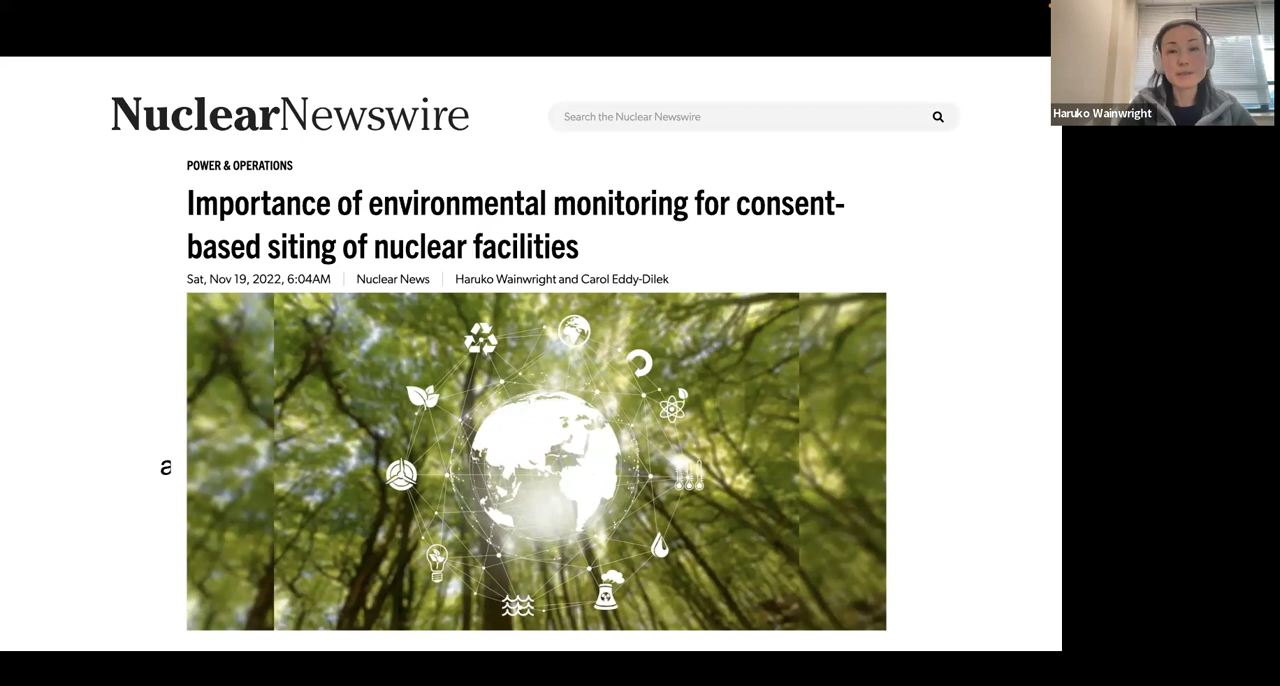 NuclearNewswire
Search the Nuclear Newswire
Haruko Wainwright
POWER & OPERATIONS
Importance of environmental monitoring for consent-
based siting of nuclear facilities
Sat, Nov 19, 2022, 6:04AM | Nuclear News | Haruko Wainwright and Carol Eddy-Dilek
a